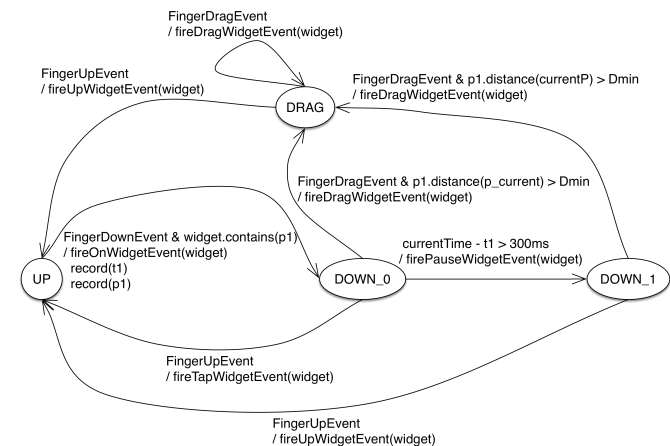 FingerDragEvent
/ fireDragWidgetEvent(widget)
FingerUpEvent
/ fireUpWidgetEvent(widget)
FingerDragEvent & p1.distance(currentP) > Dmin
/ fireDragWidgetEvent(widget)
DRAG
FingerDragEvent & p1.distance(p_current) > Dmin
/ fireDragWidgetEvent(widget)
FingerDownEvent & widget.contains(p1)
/ fireOnWidgetEvent(widget)
record(t1)
record(p1)
currentTime - t1 > 300ms
/ firePauseWidgetEvent(widget)
UP
DOWN_0
DOWN_1
FingerUpEvent
/ fireTapWidgetEvent(widget)
FingerUpEvent
/ fireUpWidgetEvent(widget)